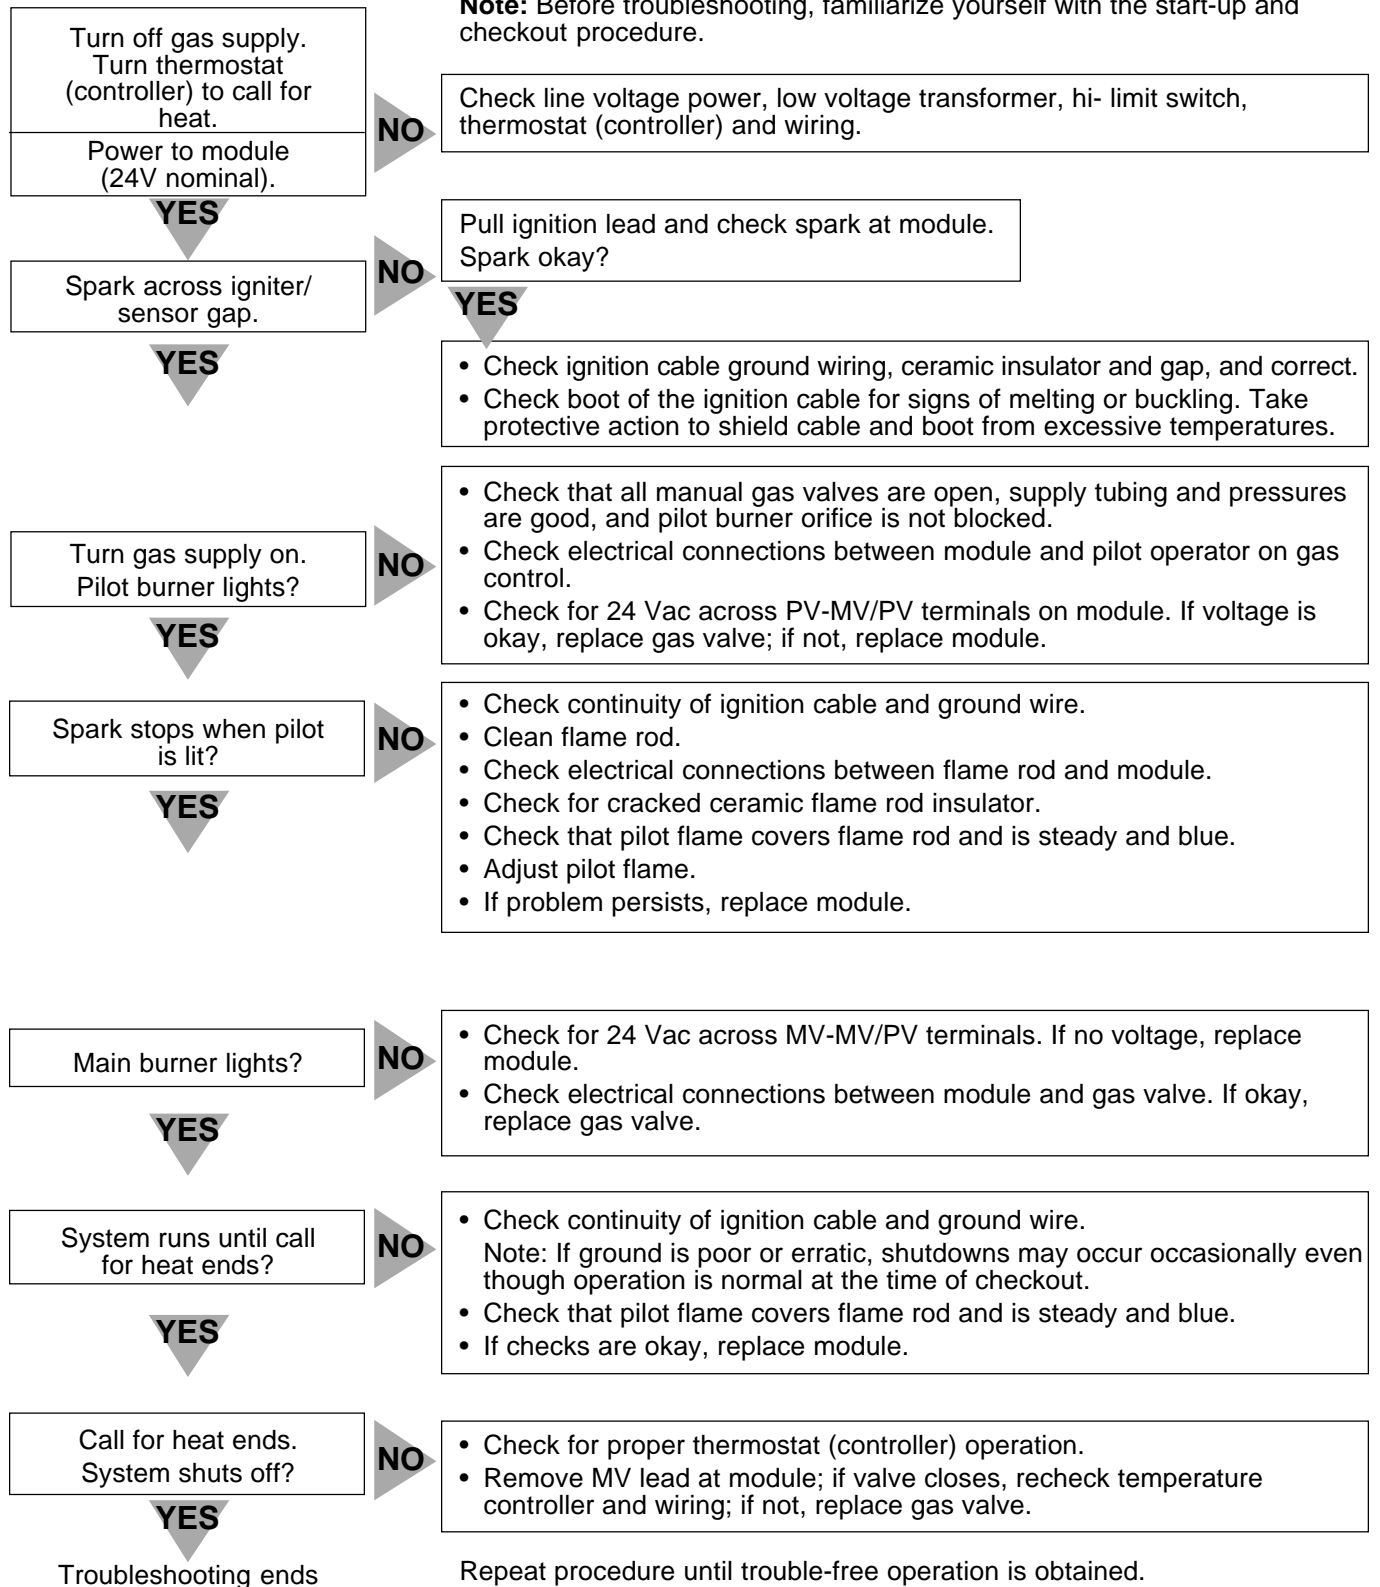 Note: Before troubleshooting, familiarize yourself with the start-up and
checkout procedure.
Turn off gas supply.
Turn thermostat
(controller) to call for
heat.
Power to module
(24V nominal).
NO
Check line voltage power, low voltage transformer, hi- limit switch,
thermostat (controller) and wiring.
YES
Spark across igniter/
sensor gap.
NO
Pull ignition lead and check spark at module.
Spark okay?
YES
• Check ignition cable ground wiring, ceramic insulator and gap, and correct.
• Check boot of the ignition cable for signs of melting or buckling. Take
protective action to shield cable and boot from excessive temperatures.
YES
Turn gas supply on.
Pilot burner lights?
NO
• Check that all manual gas valves are open, supply tubing and pressures
are good, and pilot burner orifice is not blocked.
• Check electrical connections between module and pilot operator on gas
control.
• Check for 24 Vac across PV-MV/PV terminals on module. If voltage is
okay, replace gas valve; if not, replace module.
YES
Spark stops when pilot
is lit?
NO
• Check continuity of ignition cable and ground wire.
• Clean flame rod.
• Check electrical connections between flame rod and module.
• Check for cracked ceramic flame rod insulator.
• Check that pilot flame covers flame rod and is steady and blue.
• Adjust pilot flame.
• If problem persists, replace module.
YES
Main burner lights?
NO
• Check for 24 Vac across MV-MV/PV terminals. If no voltage, replace
module.
• Check electrical connections between module and gas valve. If okay,
replace gas valve.
YES
System runs until call
for heat ends?
NO
• Check continuity of ignition cable and ground wire.
Note: If ground is poor or erratic, shutdowns may occur occasionally even
though operation is normal at the time of checkout.
• Check that pilot flame covers flame rod and is steady and blue.
• If checks are okay, replace module.
YES
Call for heat ends.
System shuts off?
NO
• Check for proper thermostat (controller) operation.
• Remove MV lead at module; if valve closes, recheck temperature
controller and wiring; if not, replace gas valve.
YES
Troubleshooting ends
Repeat procedure until trouble-free operation is obtained.